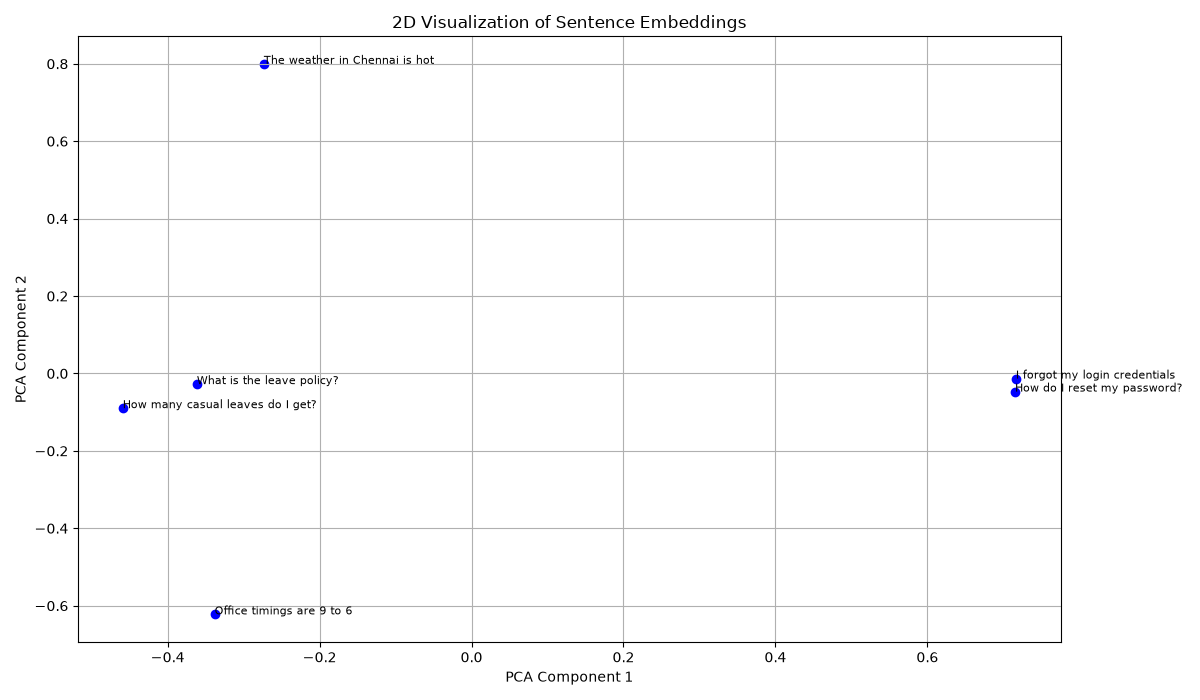 2D Visualization of Sentence Embeddings
0.8
The weather in Chennai is hot
0.6
0.4
0.2
PCA Component 2
0.0
What is the leave policy?
I forgot my login credentials
How do I reset my password?
How many casual leaves do I get?
−0.2
−0.4
−0.6
Office timings are 9 to 6
−0.4 −0.2 0.0 0.2 0.4 0.6
PCA Component 1